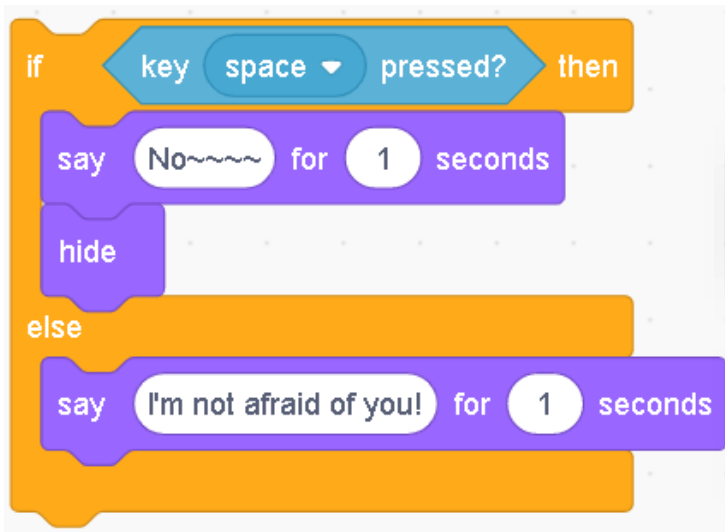 if key space pressed? then
say No~~~~ for 1 seconds
hide
else
say I'm not afraid of you! for 1 seconds